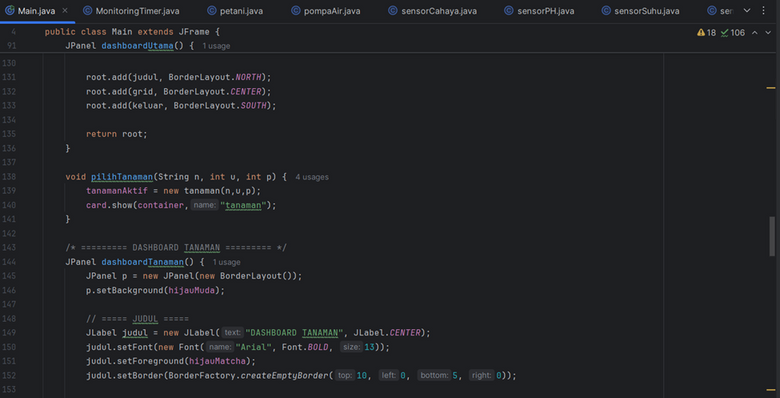 Main.java MonitoringTimer.java petani.java pompaAir.java sensorCahaya.java sensorPH.java sensorSuhu.java
4 public class Main extends JFrame { 18 106
91 JPanel dashboardUtama() { 1 usage
130
131 root.add(judul, BorderLayout.NORTH);
132 root.add(grid, BorderLayout.CENTER);
133 root.add(keluar, BorderLayout.SOUTH);
134
135 return root;
136 }
137
138 void pilihTanaman(String n, int u, int p) { 4 usages
139 tanamanAktif = new tanaman(n,u,p);
140 card.show(container, name: "tanaman");
141 }
142
143 /* ========= DASHBOARD TANAMAN ========= */
144 JPanel dashboardTanaman() { 1 usage
145 JPanel p = new JPanel(new BorderLayout());
146 p.setBackground(hijauMuda);
147
148 // ===== JUDUL =====
149 JLabel judul = new JLabel( text: "DASHBOARD TANAMAN", JLabel.CENTER);
150 judul.setFont(new Font( name: "Arial", Font.BOLD, size: 13));
151 judul.setForeground(hijauMatcha);
152 judul.setBorder(BorderFactory.createEmptyBorder( top: 10, left: 0, bottom: 5, right: 0));
153